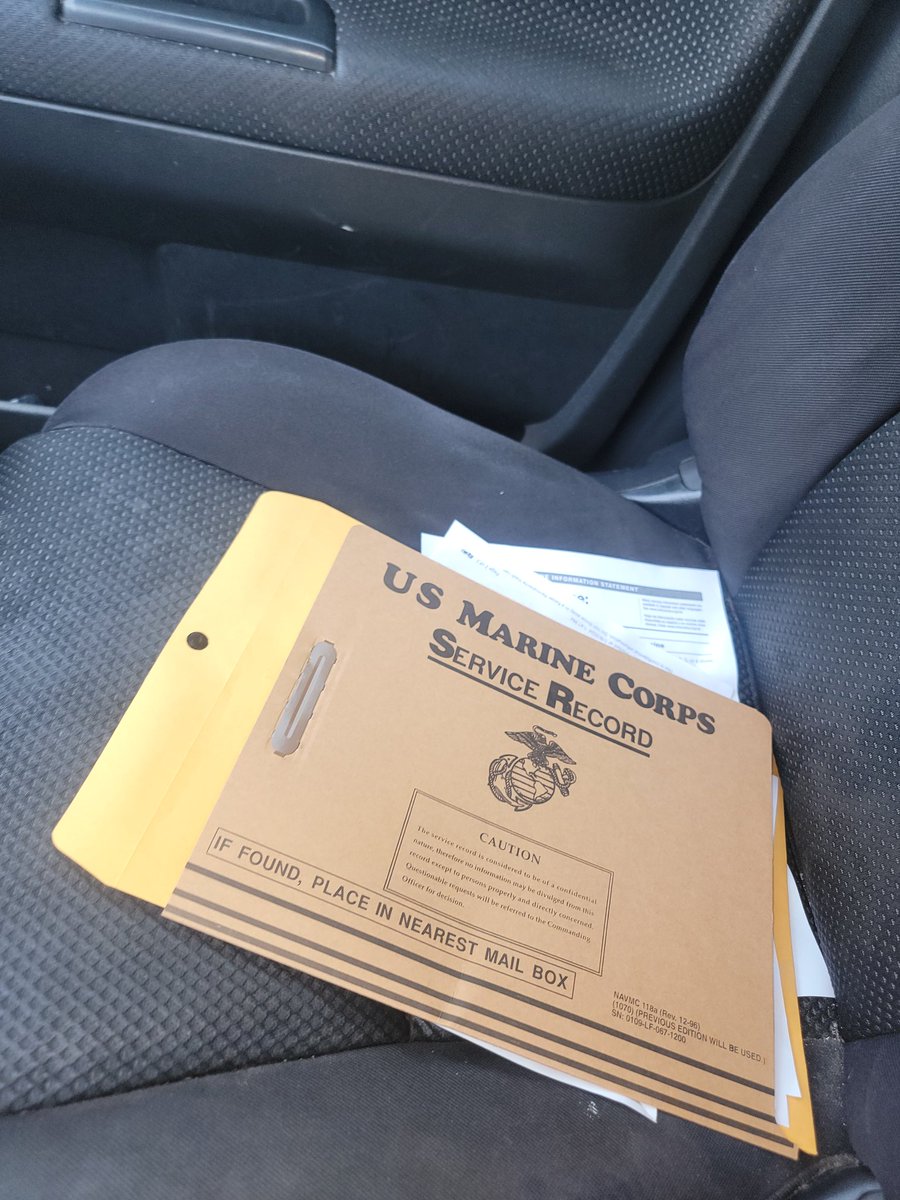 US MARINE CORPS
SERVICE RECORD
CAUTION
The service record is considered to be of a confidential
nature, therefore no information may be divulged from this
record except to persons properly and directly concerned.
Questionable requests will be referred to the Commanding
Officer for decision.
IF FOUND, PLACE IN NEAREST MAIL BOX
NAVMC 118a (Rev. 12-96)
(1070) (PREVIOUS EDITION WILL BE USED.)
SN: 0109-LF-067-1200
INFORMATION STATEMENT